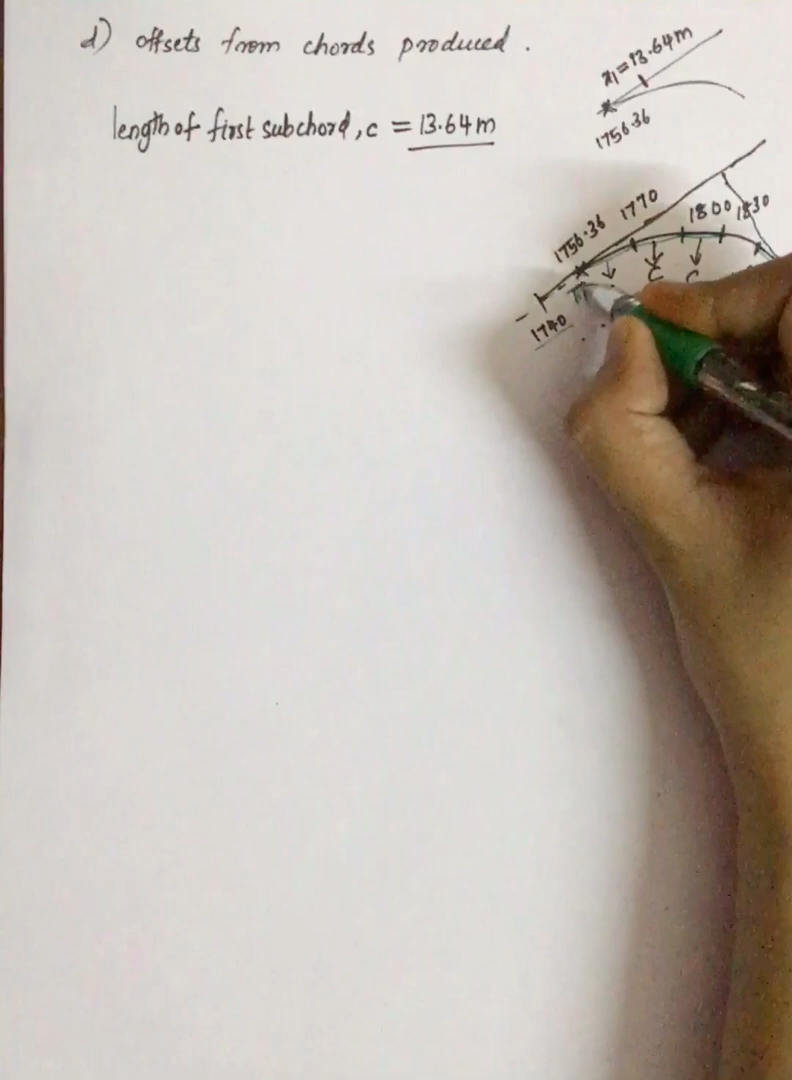 d) offsets from chords produced.
x1=13.64m
1756.36
length of first subchord, c = 13.64m
1756.36 1770 1800 1830
C C
1740